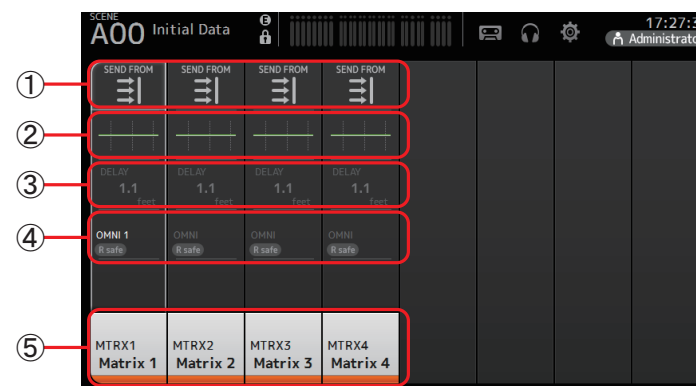 SCENE
A00 Initial Data
E
17:27:3
Administrato
① SEND FROM SEND FROM SEND FROM SEND FROM
②
③ DELAY DELAY DELAY DELAY
1.1 1.1 1.1 1.1
feet feet feet feet
④ OMNI 1 OMNI OMNI OMNI
R safe R safe R safe R safe
⑤ MTRX1 MTRX2 MTRX3 MTRX4
Matrix 1 Matrix 2 Matrix 3 Matrix 4